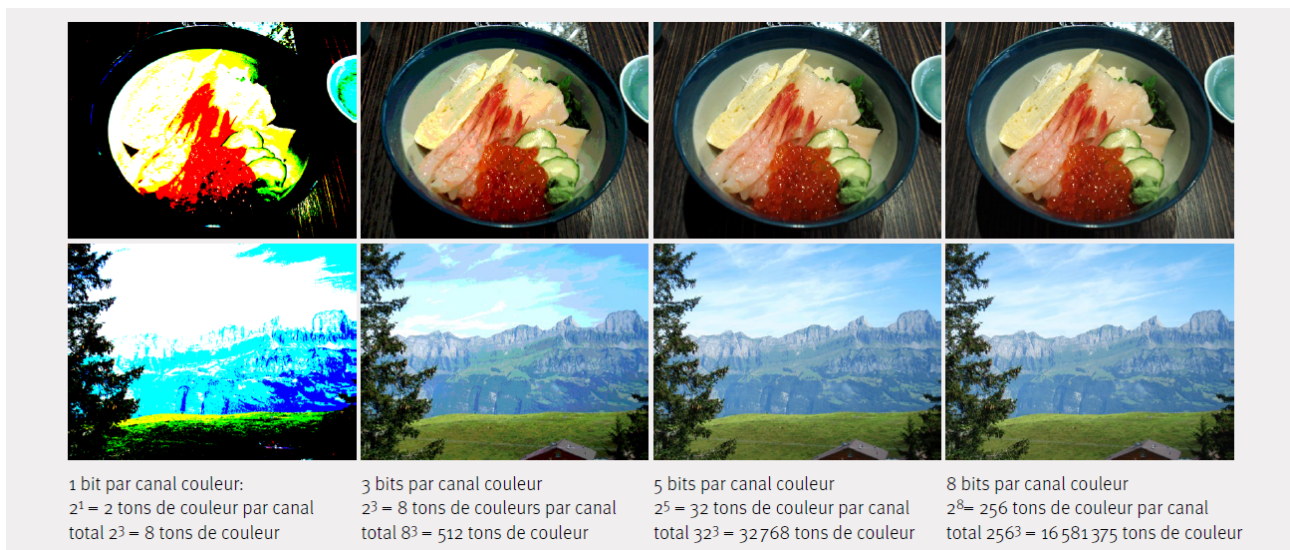 1 bit par canal couleur:
2¹ = 2 tons de couleur par canal
total 2³ = 8 tons de couleur
3 bits par canal couleur
2³ = 8 tons de couleurs par canal
total 8³ = 512 tons de couleur
5 bits par canal couleur
2⁵ = 32 tons de couleur par canal
total 32³ = 32 768 tons de couleur
8 bits par canal couleur
2⁸= 256 tons de couleur par canal
total 256³ = 16 581 375 tons de couleur